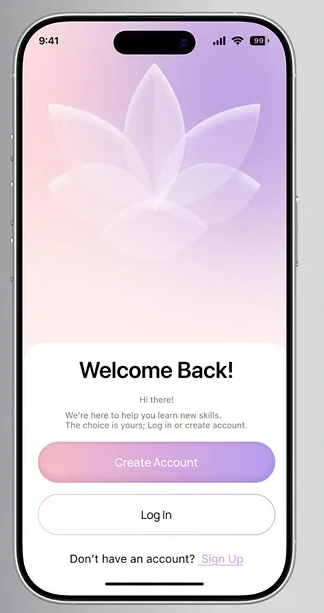 9:41
99
Welcome Back!
Hi there!
We're here to help you learn new skills.
The choice is yours; Log in or create account.
Create Account
Log In
Don't have an account? Sign Up